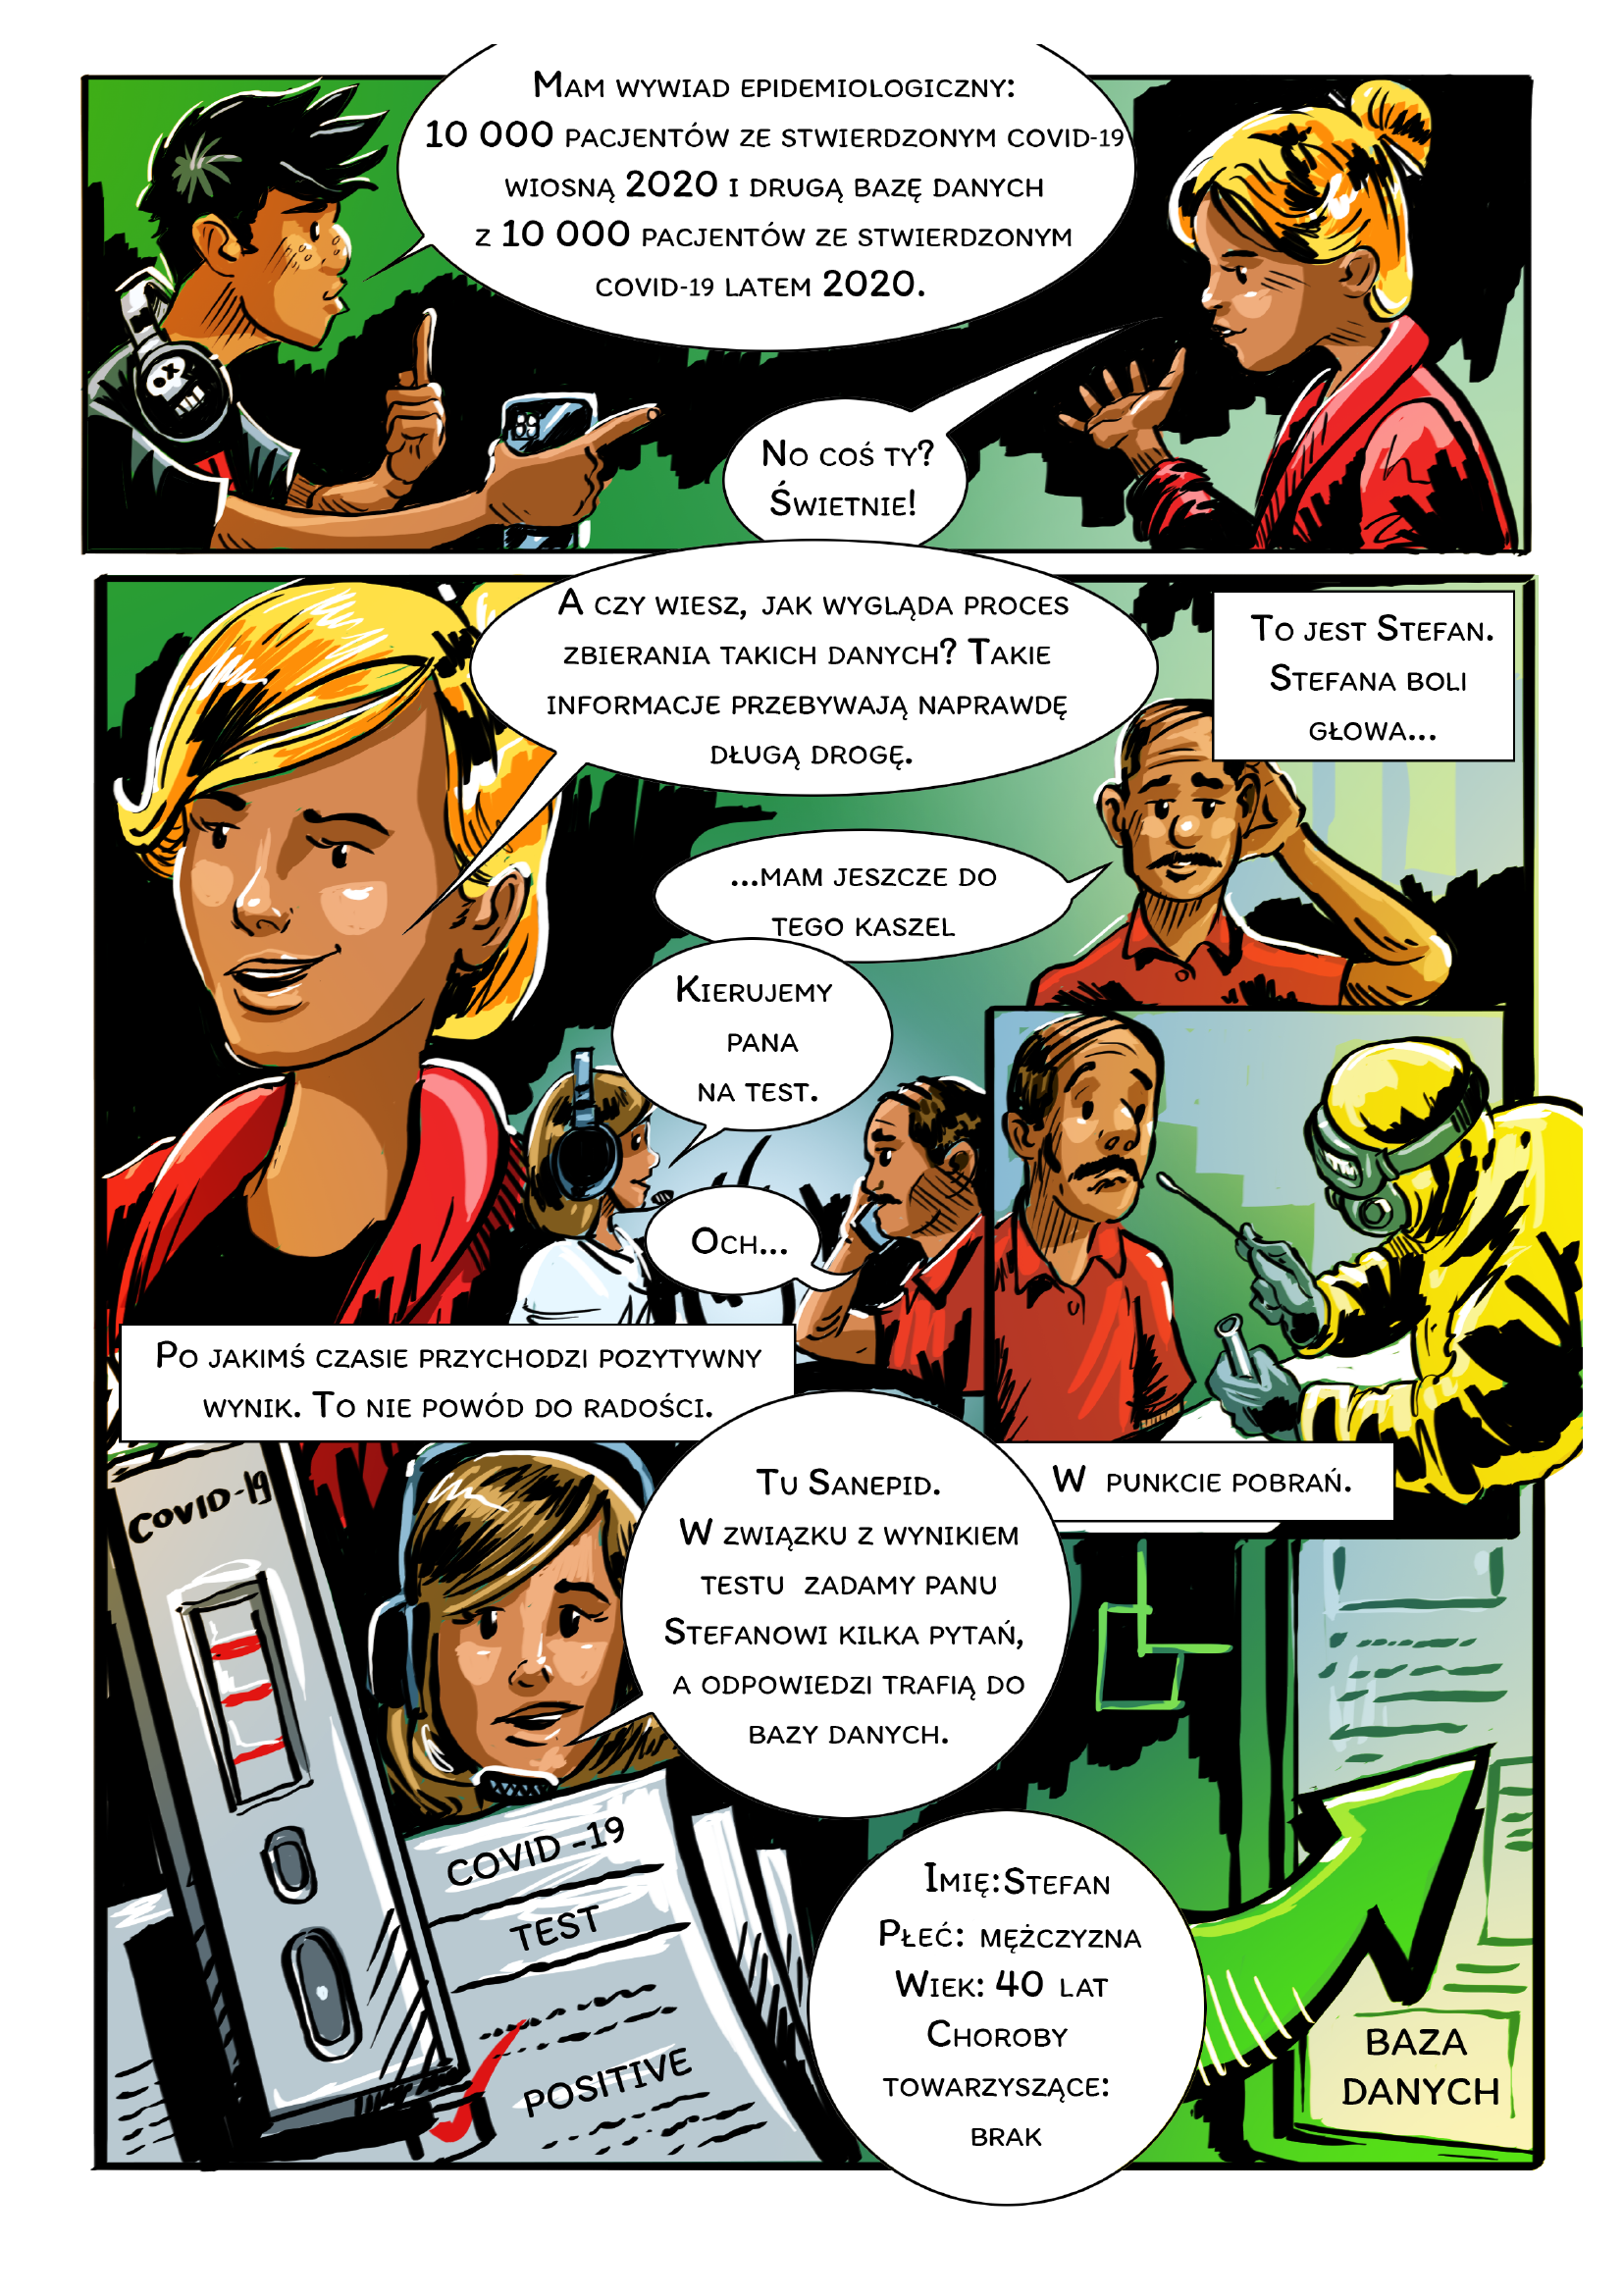 Mam wywiad epidemiologiczny:
10 000 pacjentów ze stwierdzonym covid-19
wiosną 2020 i drugą bazę danych
z 10 000 pacjentów ze stwierdzonym
covid-19 latem 2020.
No coś ty?
Świetnie!
A czy wiesz, jak wygląda proces
zbierania takich danych? Takie
informacje przebywają naprawdę
długą drogę.
To jest Stefan.
Stefana boli
głowa...
...mam jeszcze do
tego kaszel
Kierujemy
pana
na test.
Och...
W punkcie pobrań.
Po jakimś czasie przychodzi pozytywny
wynik. To nie powód do radości.
Covid-19
Tu Sanepid.
W związku z wynikiem
testu zadamy panu
Stefanowi kilka pytań,
a odpowiedzi trafią do
bazy danych.
COVID -19
TEST
POSITIVE
Imię:Stefan
Płeć: mężczyzna
Wiek: 40 lat
Choroby
towarzyszące:
brak
BAZA
DANYCH